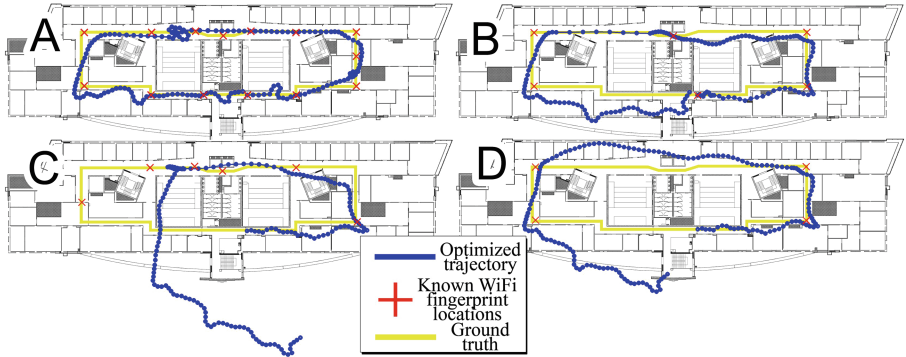 A
B
C
D
Optimized
trajectory
Known WiFi
fingerprint
locations
Ground
truth